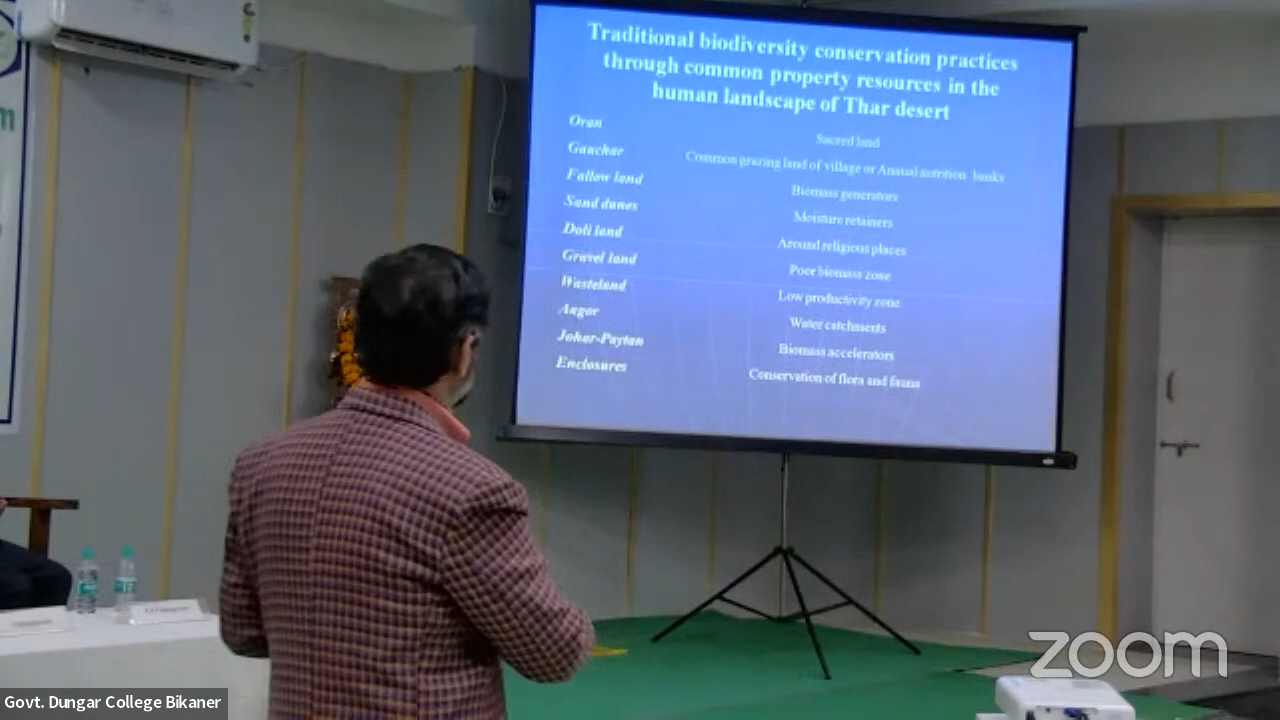 Traditional biodiversity conservation practices
through common property resources in the
human landscape of Thar desert
Oran
Sacred land
Gauchar
Common grazing land of village or Annual nutrition banks
Fallow land
Biomass generators
Sand dunes
Moisture retainers
Doli land
Around religious places
Gravel land
Poor biomass zone
Wasteland
Low productivity zone
Aagor
Water catchments
Johar-Paytan
Biomass accelerators
Enclosures
Conservation of flora and fauna
m
zoom
Govt. Dungar College Bikaner